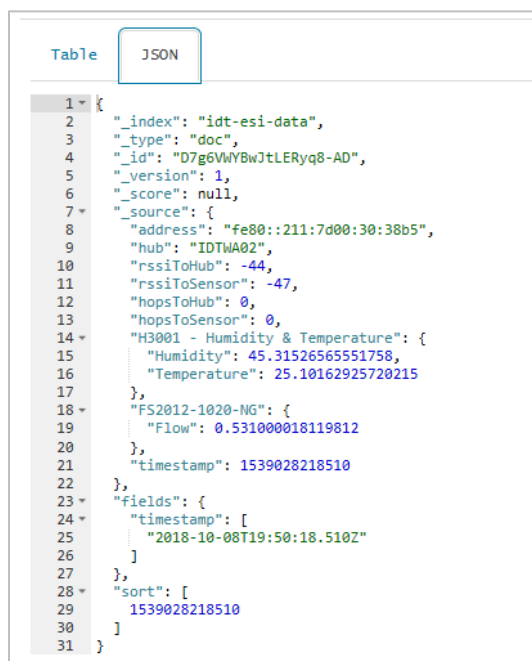 Table JSON
1 {
2 "_index": "idt-esi-data",
3 "_type": "doc",
4 "_id": "D7g6VWYBwJtLERyq8-AD",
5 "_version": 1,
6 "_score": null,
7 "_source": {
8 "address": "fe80::211:7d00:30:38b5",
9 "hub": "IDTWA02",
10 "rssiToHub": -44,
11 "rssiToSensor": -47,
12 "hopsToHub": 0,
13 "hopsToSensor": 0,
14 "H3001 - Humidity & Temperature": {
15 "Humidity": 45.31526565551758,
16 "Temperature": 25.10162925720215
17 },
18 "FS2012-1020-NG": {
19 "Flow": 0.531000018119812
20 },
21 "timestamp": 1539028218510
22 },
23 "fields": {
24 "timestamp": [
25 "2018-10-08T19:50:18.510Z"
26 ]
27 },
28 "sort": [
29 1539028218510
30 ]
31 }